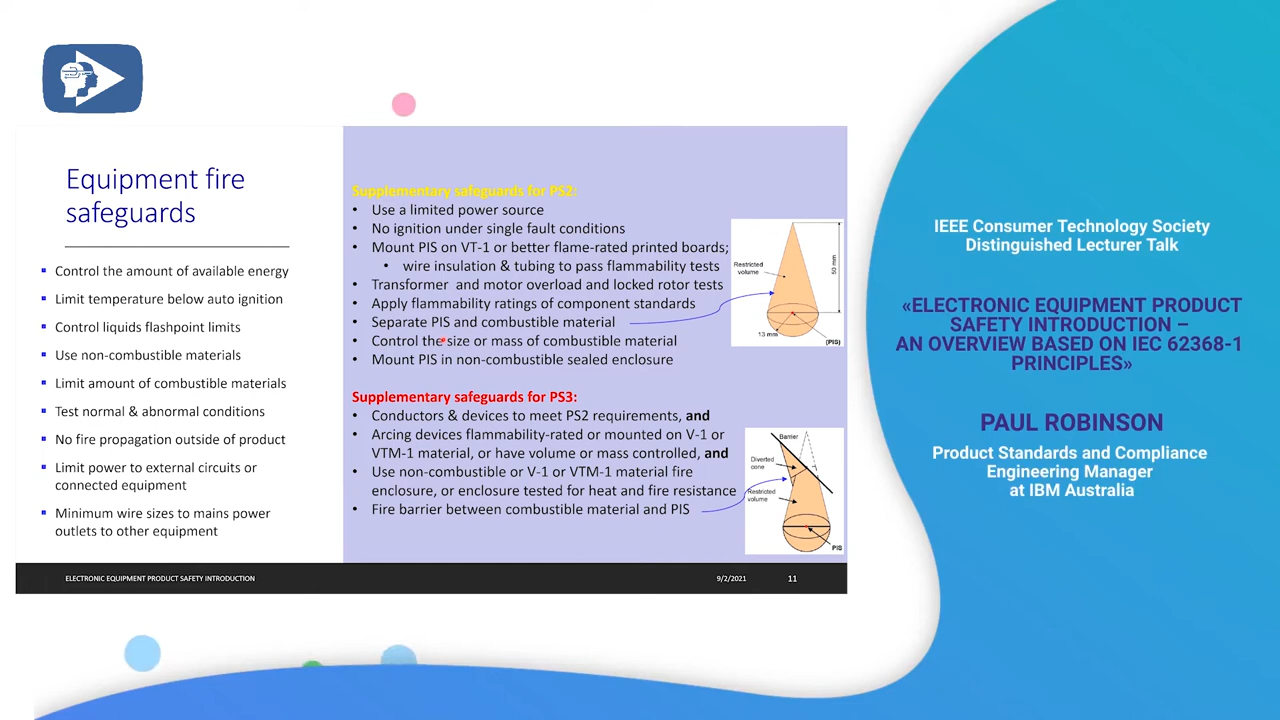 Equipment fire
safeguards
Control the amount of available energy
Limit temperature below auto ignition
Control liquids flashpoint limits
Use non-combustible materials
Limit amount of combustible materials
Test normal & abnormal conditions
No fire propagation outside of product
Limit power to external circuits or
connected equipment
Minimum wire sizes to mains power
outlets to other equipment
Supplementary safeguards for PS2:
Use a limited power source
No ignition under single fault conditions
Mount PIS on VT-1 or better flame-rated printed boards;
wire insulation & tubing to pass flammability tests
Transformer and motor overload and locked rotor tests
Apply flammability ratings of component standards
Separate PIS and combustible material
Control the size or mass of combustible material
Mount PIS in non-combustible sealed enclosure
Supplementary safeguards for PS3:
Conductors & devices to meet PS2 requirements, and
Arcing devices flammability-rated or mounted on V-1 or
VTM-1 material, or have volume or mass controlled, and
Use non-combustible or V-1 or VTM-1 material fire
enclosure, or enclosure tested for heat and fire resistance
Fire barrier between combustible material and PIS
Restricted
volume
50 mm
13 mm
(PIS)
Barrier
Diverted
cone
Restricted
volume
PIS
ELECTRONIC EQUIPMENT PRODUCT SAFETY INTRODUCTION
9/2/2021
11
IEEE Consumer Technology Society
Distinguished Lecturer Talk
«ELECTRONIC EQUIPMENT PRODUCT
SAFETY INTRODUCTION –
AN OVERVIEW BASED ON IEC 62368-1
PRINCIPLES»
PAUL ROBINSON
Product Standards and Compliance
Engineering Manager
at IBM Australia